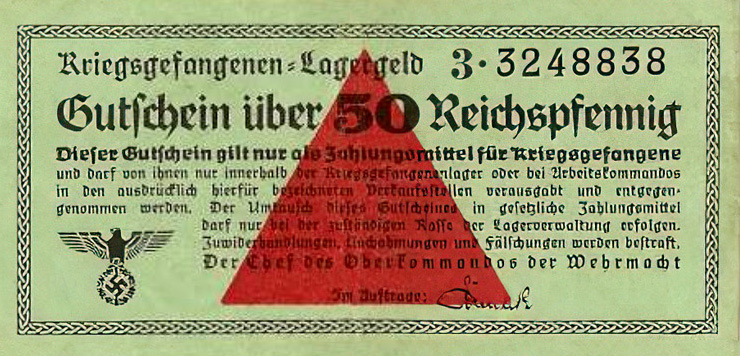 Kriegsgefangenen-Lagergeld 3·3248838
Gutschein über 50 Reichspfennig
Dieser Gutschein gilt nur als Zahlungsmittel für Kriegsgefangene
und darf von ihnen nur innerhalb der Kriegsgefangenenlager oder bei Arbeitskommandos
in den ausdrücklich hierfür bezeichneten Verkaufsstellen verausgabt und entgegen-
genommen werden. Der Umtausch dieses Gutscheines in gesetzliche Zahlungsmittel
darf nur bei der zuständigen Kasse der Lagerverwaltung erfolgen.
Zuwiderhandlungen, Nachahmungen und Fälschungen werden bestraft.
Der Chef des Oberkommandos der Wehrmacht
Im Auftrage: